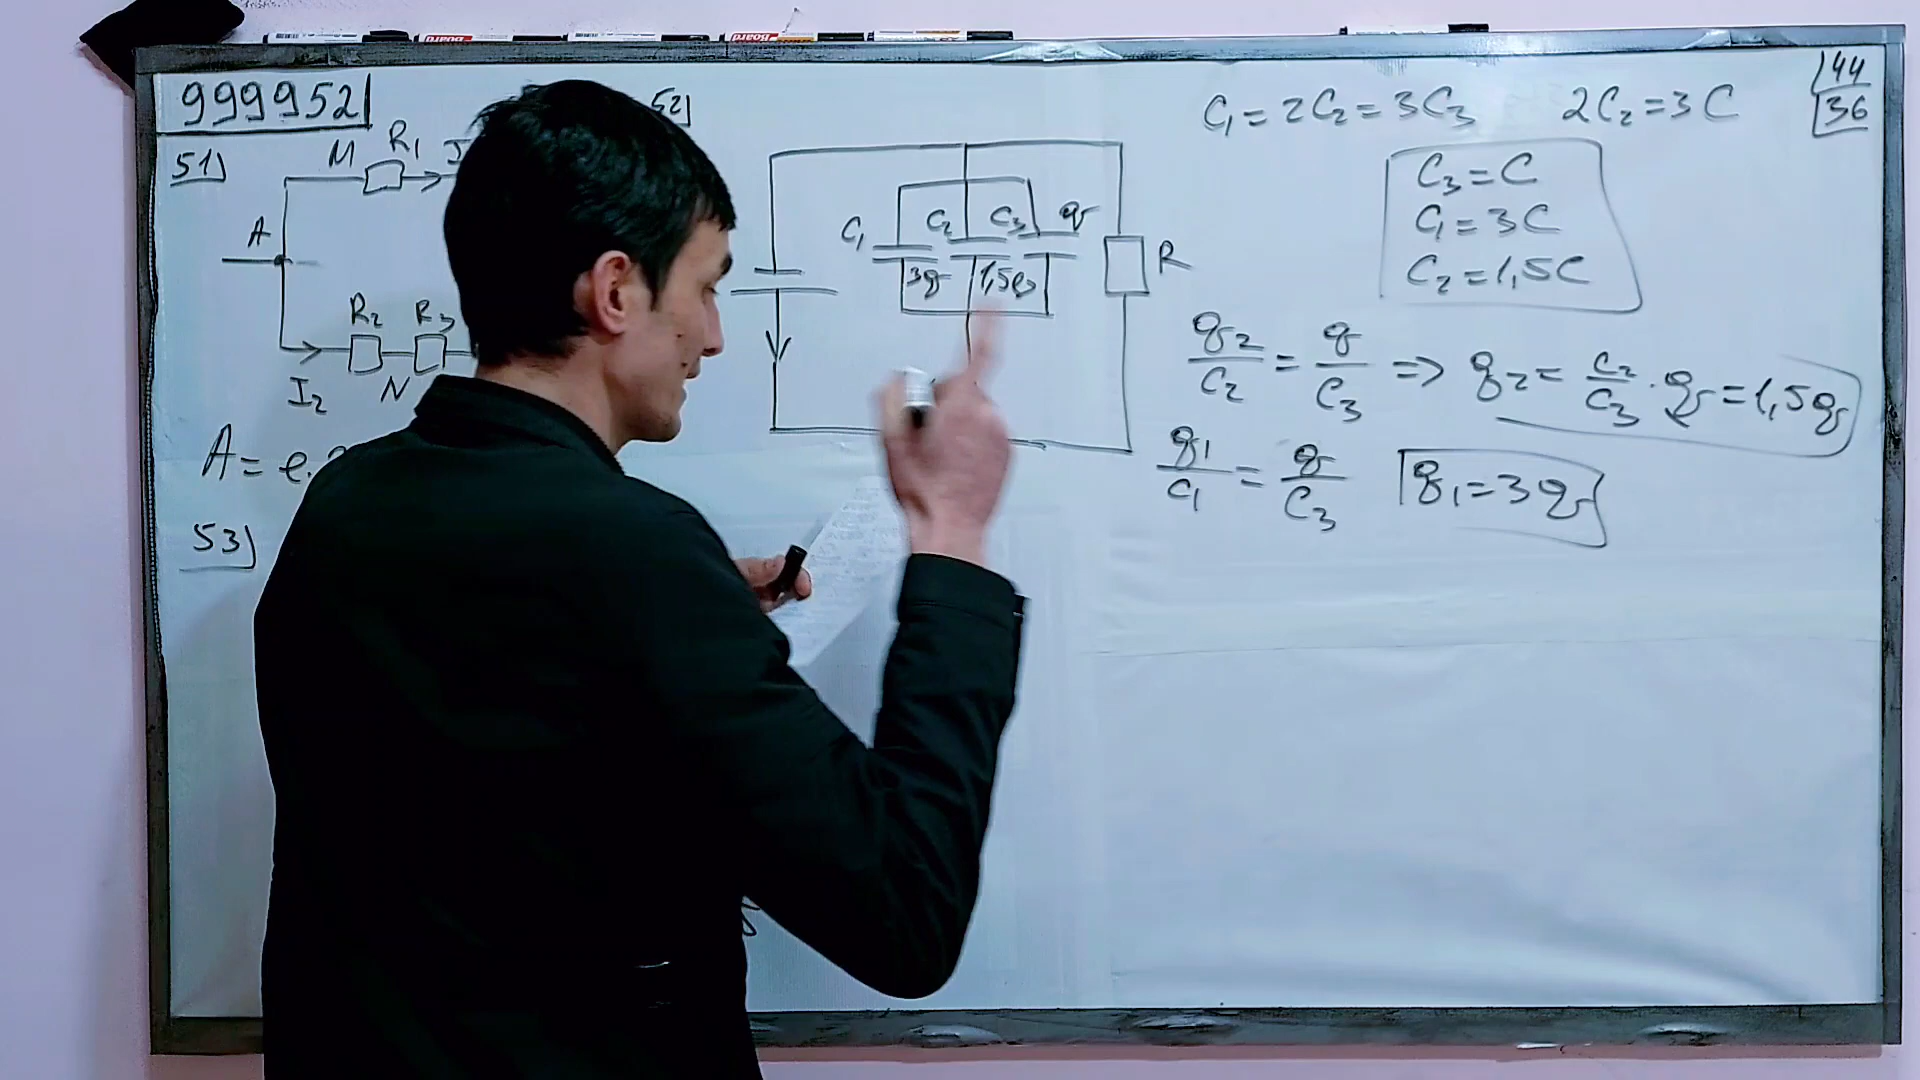 999952
51)
M R₁
A
R₂ R₃
I₂ N
A = e.
53)
52)
C₁ C₂ C₃ q
3q 1,5q
R
C₁ = 2C₂ = 3C₃ 2C₂ = 3C
44
36
C₃ = C
C₁ = 3C
C₂ = 1,5C
q₂/C₂ = q/C₃ => q₂ = C₂/C₃ · q = 1,5q
q₁/C₁ = q/C₃ q₁ = 3q